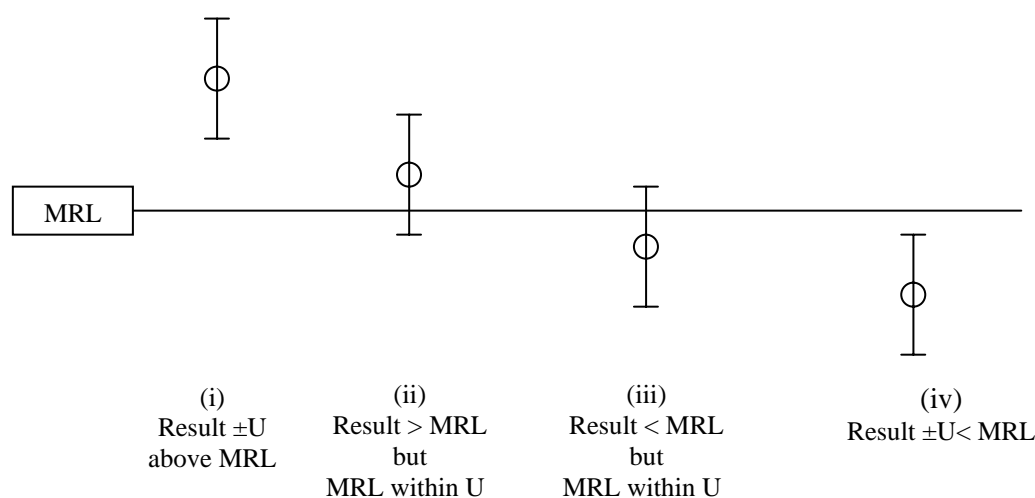 MRL
(i)
Result ±U
above MRL
(ii)
Result > MRL
but
MRL within U
(iii)
Result < MRL
but
MRL within U
(iv)
Result ±U< MRL